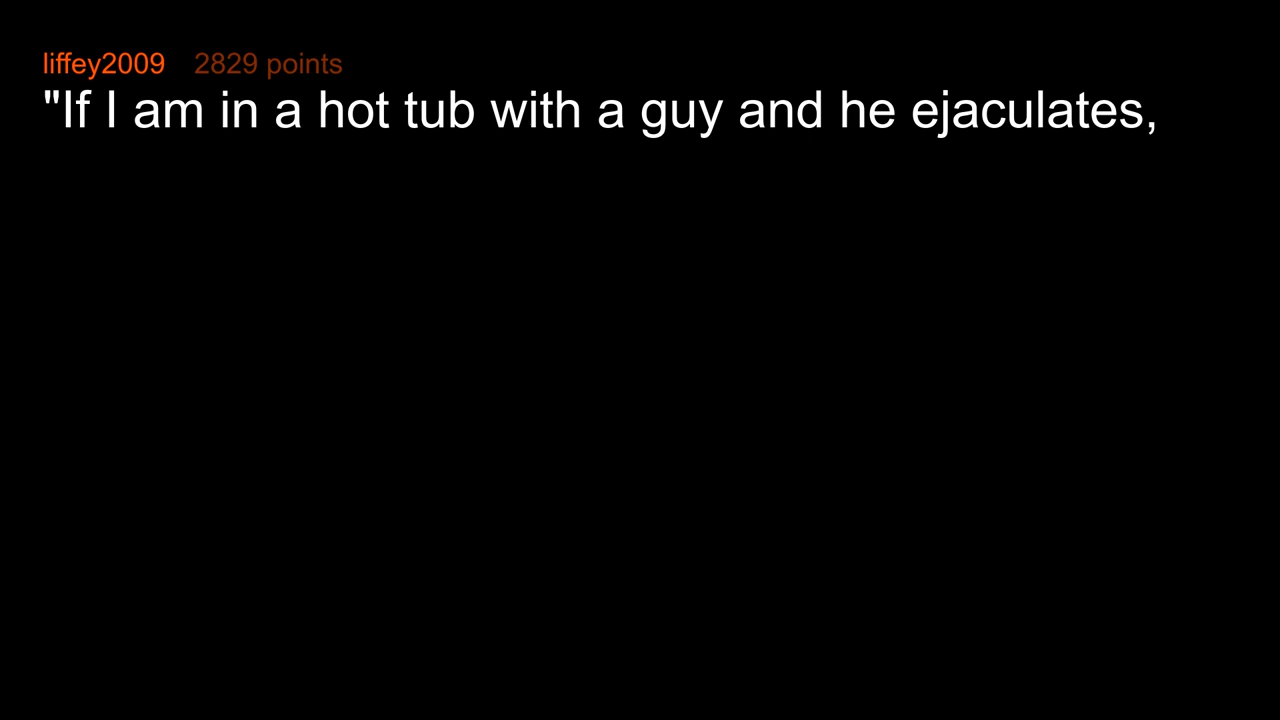 liffey2009 2829 points
"If I am in a hot tub with a guy and he ejaculates,